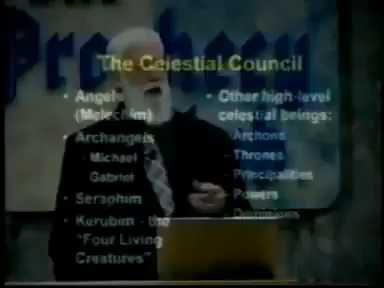 Prophecy
The Celestial Council
• Angels
(Melechim)
• Archangels
- Michael
Gabriel
• Seraphim
• Kerubim - the
"Four Living
Creatures"
• Other high-level
celestial beings:
- Archons
- Thrones
- Principalities
Powers
Dominions